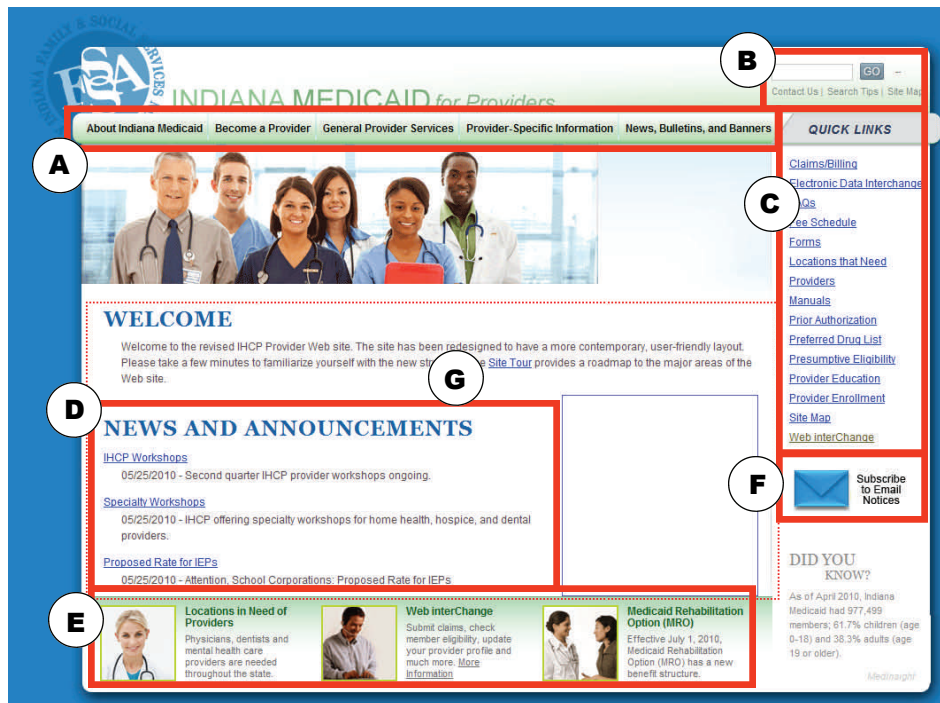 INDIANA FAMILY & SOCIAL SERVICES
FSSA
INDIANA MEDICAID for Providers
B
GO
Contact Us | Search Tips | Site Map
About Indiana Medicaid Become a Provider General Provider Services Provider-Specific Information News, Bulletins, and Banners
A
QUICK LINKS
Claims/Billing
Electronic Data Interchange
C
Fee Schedule
Forms
Locations that Need
Providers
Manuals
Prior Authorization
Preferred Drug List
Presumptive Eligibility
Provider Education
Provider Enrollment
Site Map
Web interChange
WELCOME
Welcome to the revised IHCP Provider Web site. The site has been redesigned to have a more contemporary, user-friendly layout.
Please take a few minutes to familiarize yourself with the new Site Tour provides a roadmap to the major areas of the
Web site.
G
D
NEWS AND ANNOUNCEMENTS
IHCP Workshops
05/25/2010 - Second quarter IHCP provider workshops ongoing.
Specialty Workshops
05/25/2010 - IHCP offering specialty workshops for home health, hospice, and dental
providers.
Proposed Rate for IEPs
05/25/2010 - Attention, School Corporations: Proposed Rate for IEPs
F
Subscribe
to Email
Notices
DID YOU
KNOW?
As of April 2010, Indiana
Medicaid had 977,499
members; 61.7% children (age
0-18) and 38.3% adults (age
19 or older).
Medinsight
E
Locations in Need of
Providers
Physicians, dentists and
mental health care
providers are needed
throughout the state.
Web interChange
Submit claims, check
member eligibility, update
your provider profile and
much more. More
Information
Medicaid Rehabilitation
Option (MRO)
Effective July 1, 2010,
Medicaid Rehabilitation
Option (MRO) has a new
benefit structure.